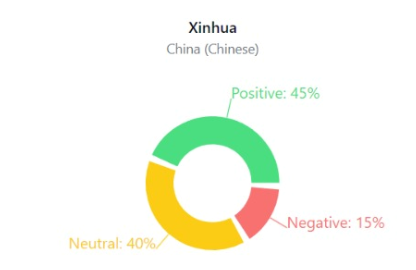 Xinhua
China (Chinese)
Positive: 45%
Negative: 15%
Neutral: 40%